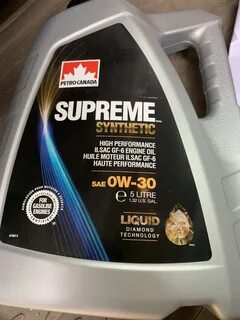 PETRO-CANADA
SUPREME
SYNTHETIC
HIGH PERFORMANCE
ILSAC GF-6 ENGINE OIL
HUILE MOTEUR ILSAC GF-6
HAUTE PERFORMANCE
SAE 0W-30
℮ 5 LITRE
1.32 U.S. GAL.
FOR
GASOLINE
ENGINES
LIQUID
DIAMOND
TECHNOLOGY